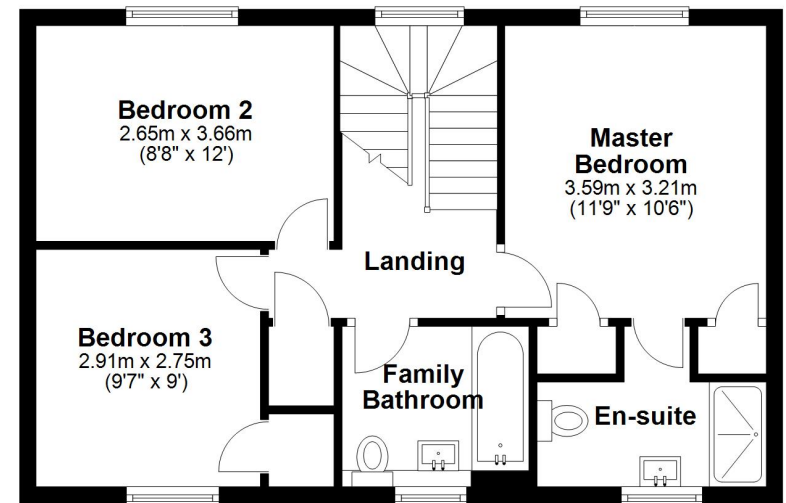 Bedroom 2
2.65m x 3.66m
(8'8" x 12')
Master
Bedroom
3.59m x 3.21m
(11'9" x 10'6")
Landing
Bedroom 3
2.91m x 2.75m
(9'7" x 9')
Family
Bathroom
En-suite